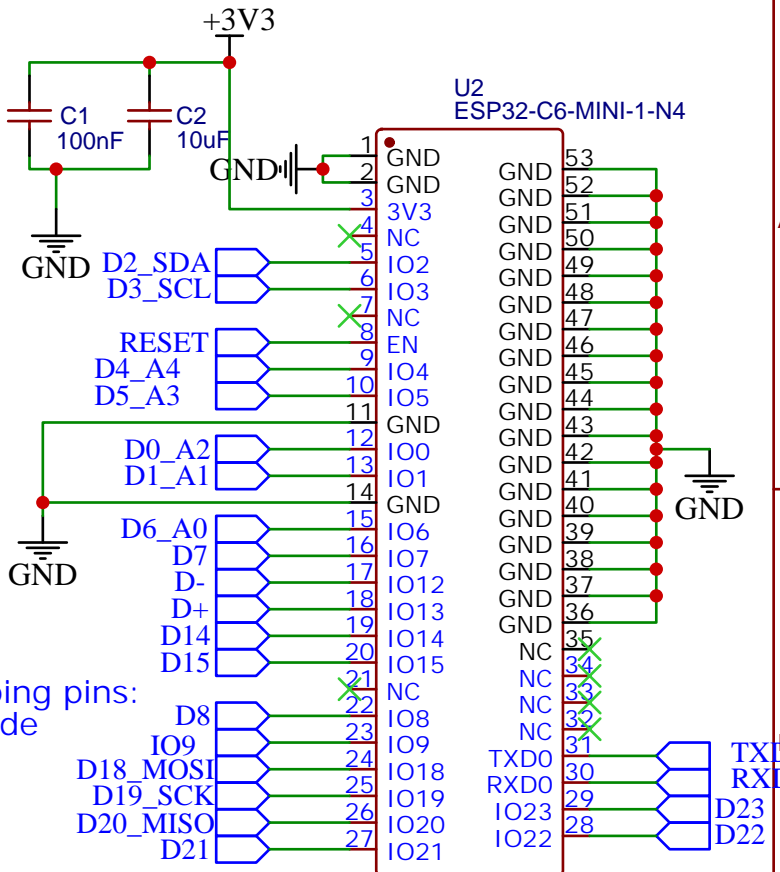 +3V3
C1
100nF
C2
10uF
GND
GND
U2
ESP32-C6-MINI-1-N4
1 GND
2 GND
3 3V3
4 NC
D2_SDA 5 IO2
D3_SCL 6 IO3
7 NC
RESET 8 EN
D4_A4 9 IO4
D5_A3 10 IO5
11 GND
D0_A2 12 IO0
D1_A1 13 IO1
14 GND
GND
D6_A0 15 IO6
D7 16 IO7
D- 17 IO12
D+ 18 IO13
D14 19 IO14
D15 20 IO15
21 NC
D8 22 IO8
IO9 23 IO9
D18_MOSI 24 IO18
D19_SCK 25 IO19
D20_MISO 26 IO20
D21 27 IO21
GND 53
GND 52
GND 51
GND 50
GND 49
GND 48
GND 47
GND 46
GND 45
GND 44
GND 43
GND 42
GND 41
GND 40
GND 39
GND 38
GND 37
GND 36
GND
NC 35
NC 34
NC 33
NC 32
TXD0 31
RXD0 30
IO23 29 D23
IO22 28 D22
pins: